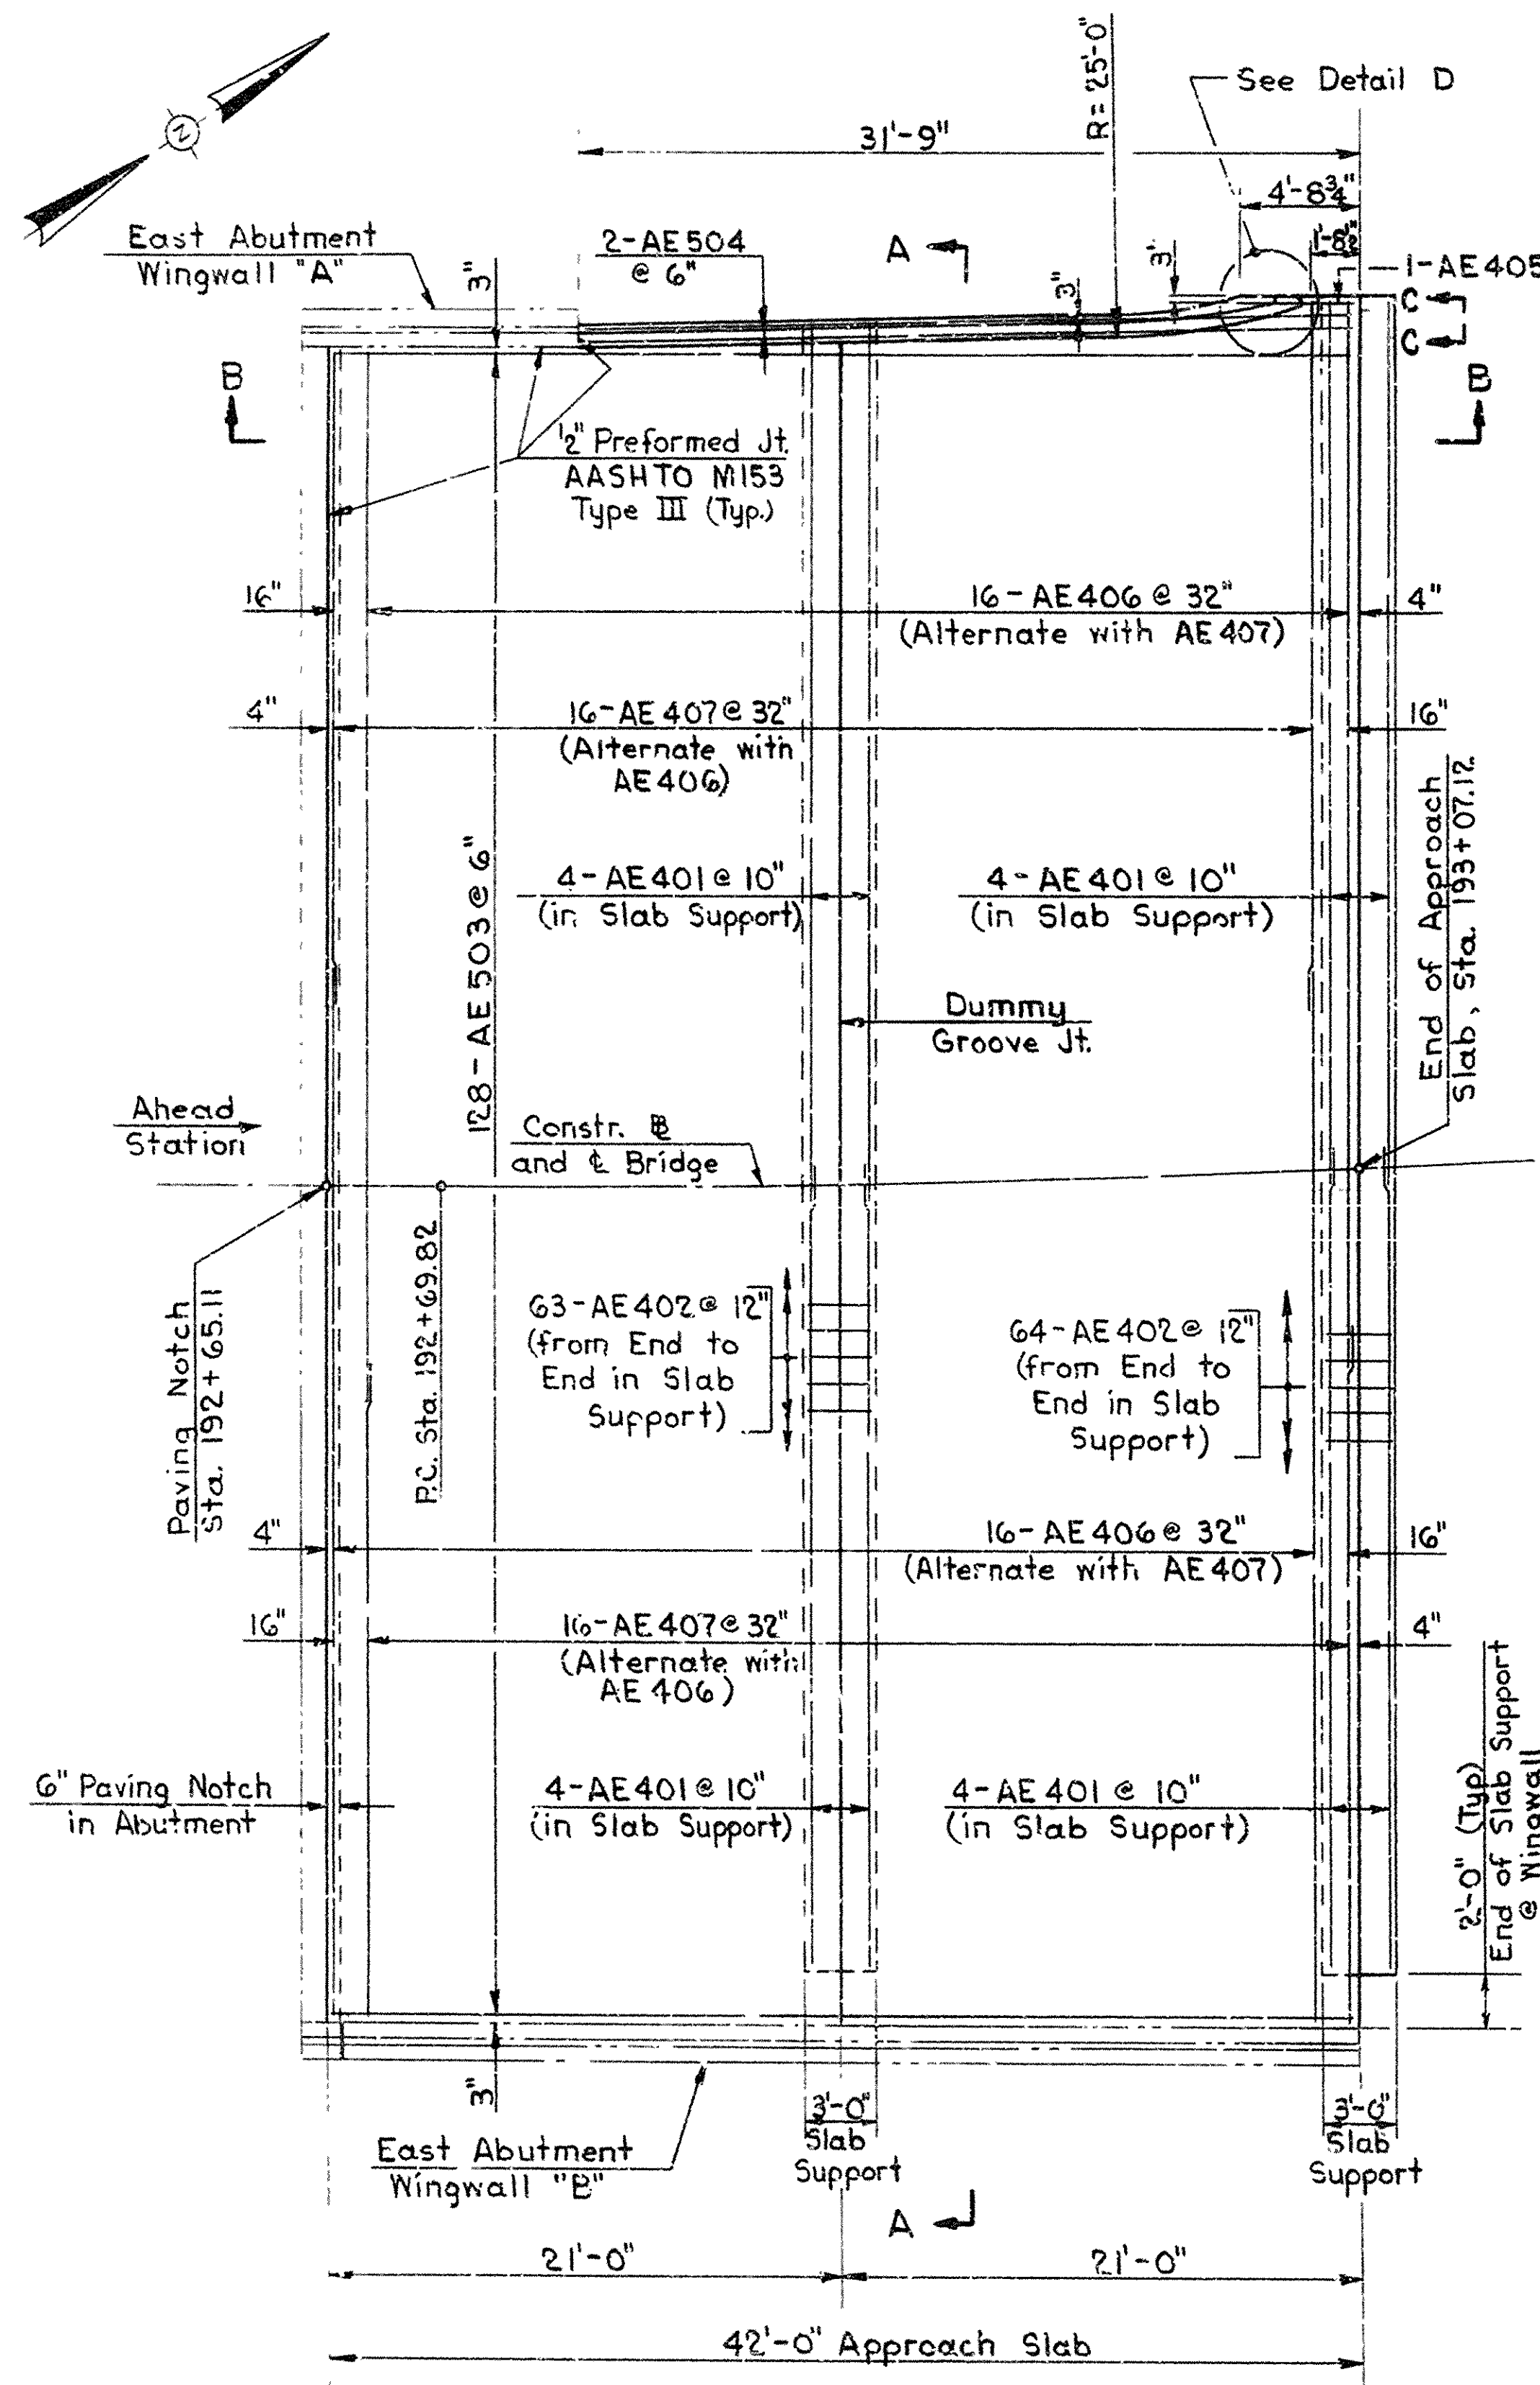 See Detail D
R= 25'-0"
31'-9"
4'-8¾"
1'-8½"
N
East Abutment
Wingwall "A"
2-AE504
@ 6"
A
3'
3"
3"
1-AE405
C
C
B
B
½" Preformed Jt.
AASHTO M153
Type III (Typ.)
16"
16-AE406 @ 32"
(Alternate with AE407)
4"
4"
16-AE407@ 32"
(Alternate with
AE406)
16"
128-AE503@ 6"
4-AE401@ 10"
(in Slab Support)
4-AE401@ 10"
(in Slab Support)
End of Approach
Slab, Sta. 193+07.12
Dummy
Groove Jt.
Ahead
Station
Constr. BL
and CL Bridge
Paving Notch
Sta. 192+65.11
P.C. Sta. 192+69.82
63-AE402@ 12"
(from End to
End in Slab
Support)
64-AE402@ 12"
(from End to
End in Slab
Support)
4"
16-AE406@ 32"
(Alternate with AE407)
16"
16"
16-AE407@ 32"
(Alternate with
AE406)
4"
6" Paving Notch
in Abutment
4-AE401@ 10"
(in Slab Support)
4-AE401 @ 10"
(in Slab Support)
2'-0" (Typ)
End of Slab Support
@ Wingwall
3"
3'-0"
Slab
Support
3'-0"
Slab
Support
East Abutment
Wingwall "B"
A
21'-0"
21'-0"
42'-0" Approach Slab